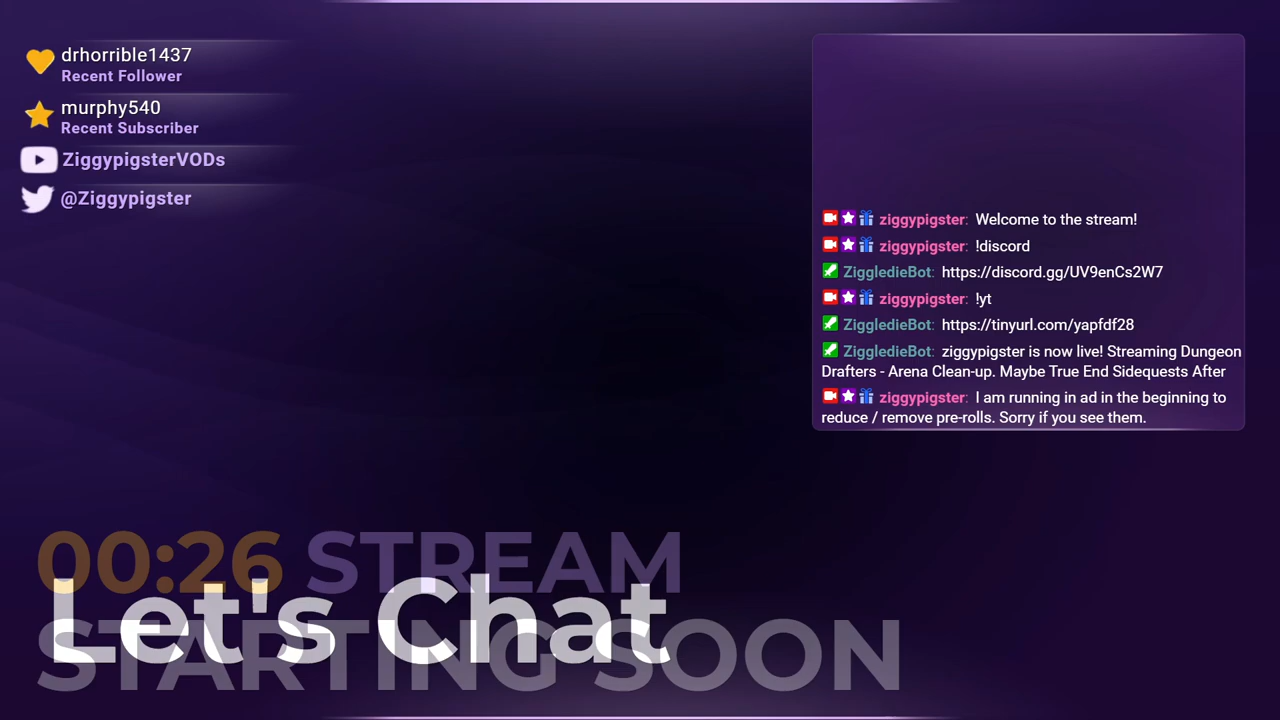 drhorrible1437
Recent Follower
murphy540
Recent Subscriber
ZiggypigsterVODs
@Ziggypigster
ziggypigster: Welcome to the stream!
ziggypigster: !discord
ZiggledieBot: https://discord.gg/UV9enCs2W7
ziggypigster: !yt
ZiggledieBot: https://tinyurl.com/yapfdf28
ZiggledieBot: ziggypigster is now live! Streaming Dungeon
Drafters - Arena Clean-up. Maybe True End Sidequests After
ziggypigster: I am running in ad in the beginning to
reduce / remove pre-rolls. Sorry if you see them.
00:26 STREAM
Let's Chat
STARTING SOON